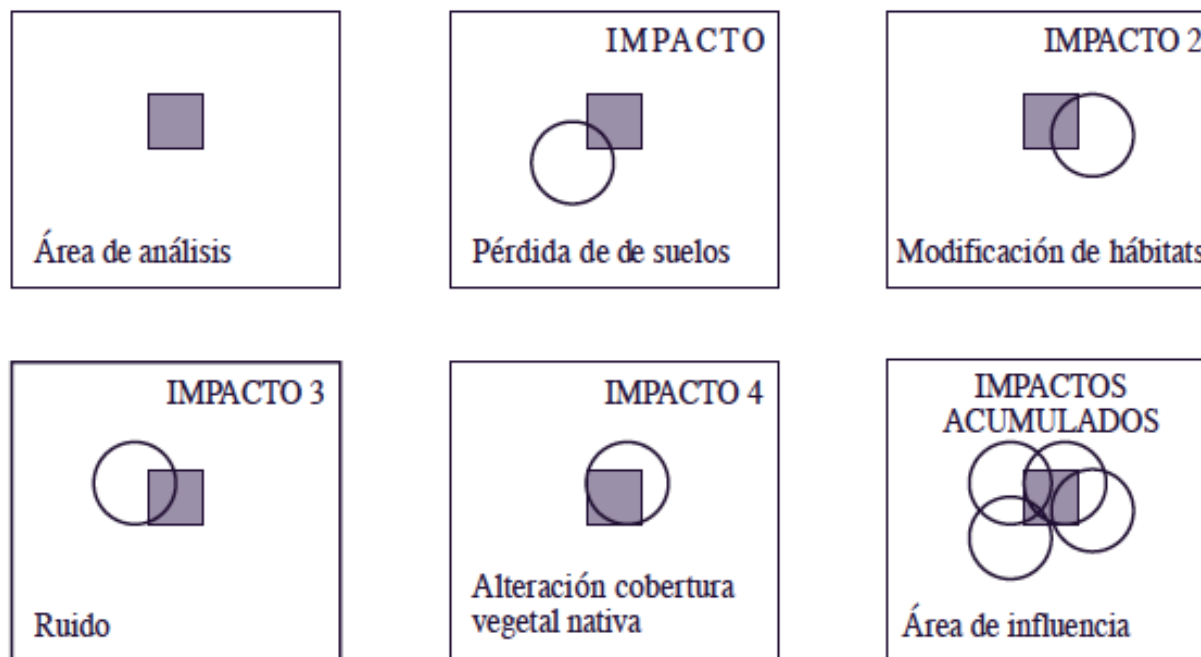 Área de análisis
IMPACTO
Pérdida de de suelos
IMPACTO 2
Modificación de hábitats
IMPACTO 3
Ruido
IMPACTO 4
Alteración cobertura
vegetal nativa
IMPACTOS
ACUMULADOS
Área de influencia